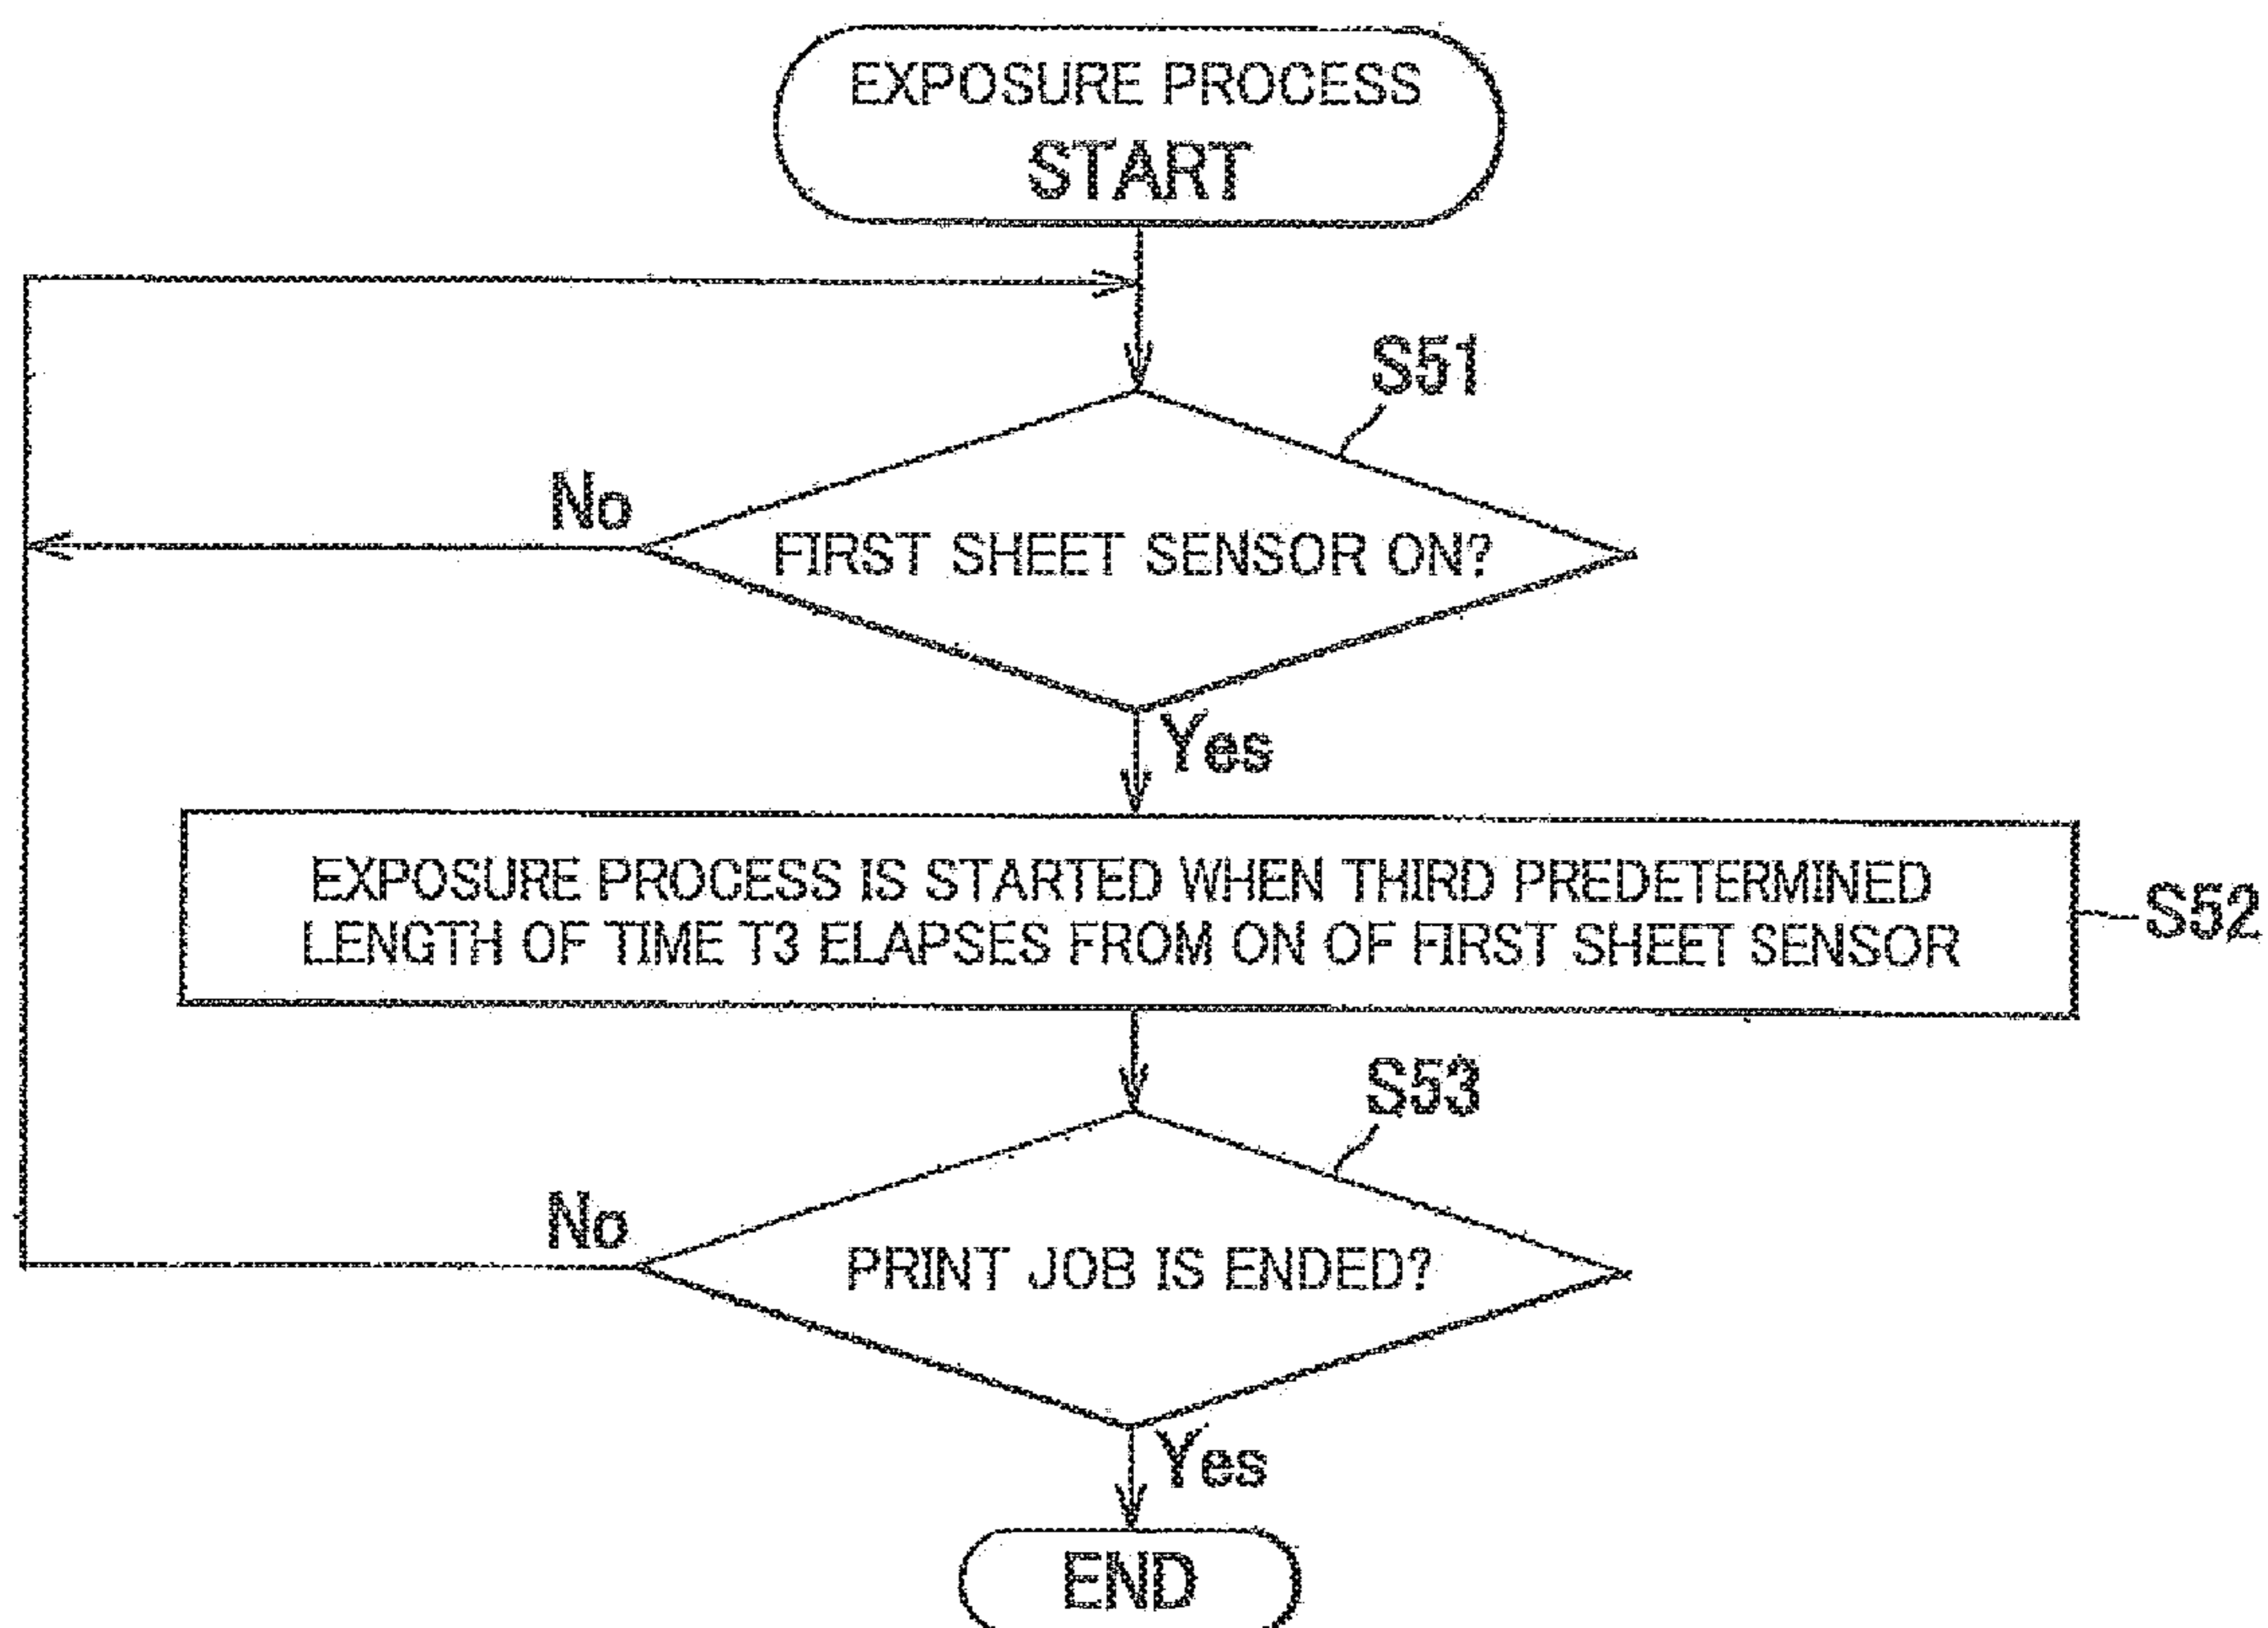 EXPOSURE PROCESS
START
S51
No
FIRST SHEET SENSOR ON?
Yes
EXPOSURE PROCESS IS STARTED WHEN THIRD PREDETERMINED
LENGTH OF TIME T3 ELAPSES FROM ON OF FIRST SHEET SENSOR
S52
S53
No
PRINT JOB IS ENDED?
Yes
END